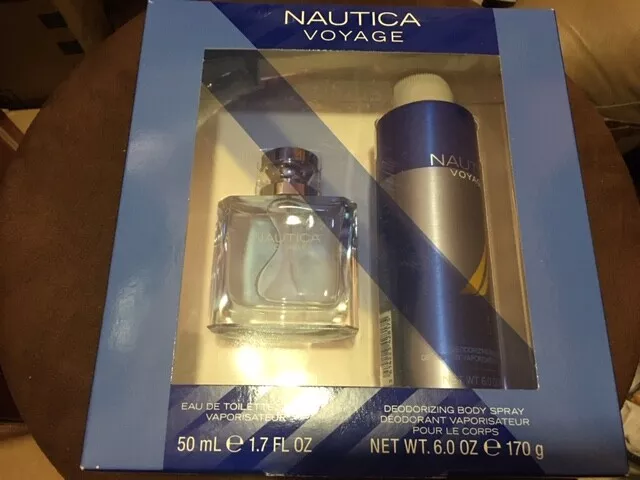 NAUTICA
VOYAGE
NAUTICA
NAUT
VOYAGE
EAU DE TOILETTE
VAPORISATEUR
50 mL e 1.7 FL OZ
DEODORIZING BODY SPRAY
DÉODORANT VAPORISATEUR
POUR LE CORPS
NET WT. 6.0 OZ e 170 g